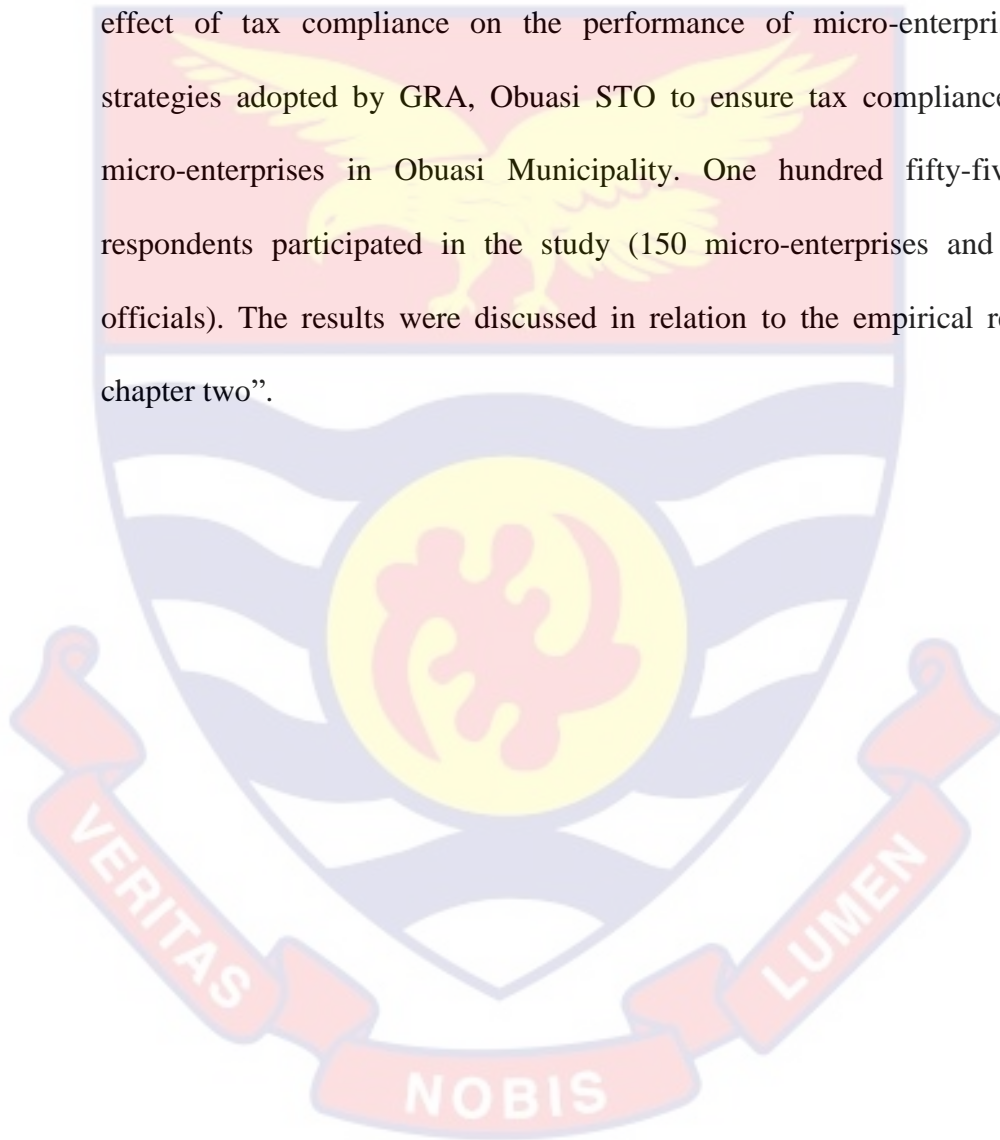 effect of tax compliance on the performance of micro-enterpri
strategies adopted by GRA, Obuasi STO to ensure tax compliance
micro-enterprises in Obuasi Municipality. One hundred fifty-fiv
respondents participated in the study (150 micro-enterprises and
officials). The results were discussed in relation to the empirical re
chapter two”.
VERITAS
NOBIS
LUMEN